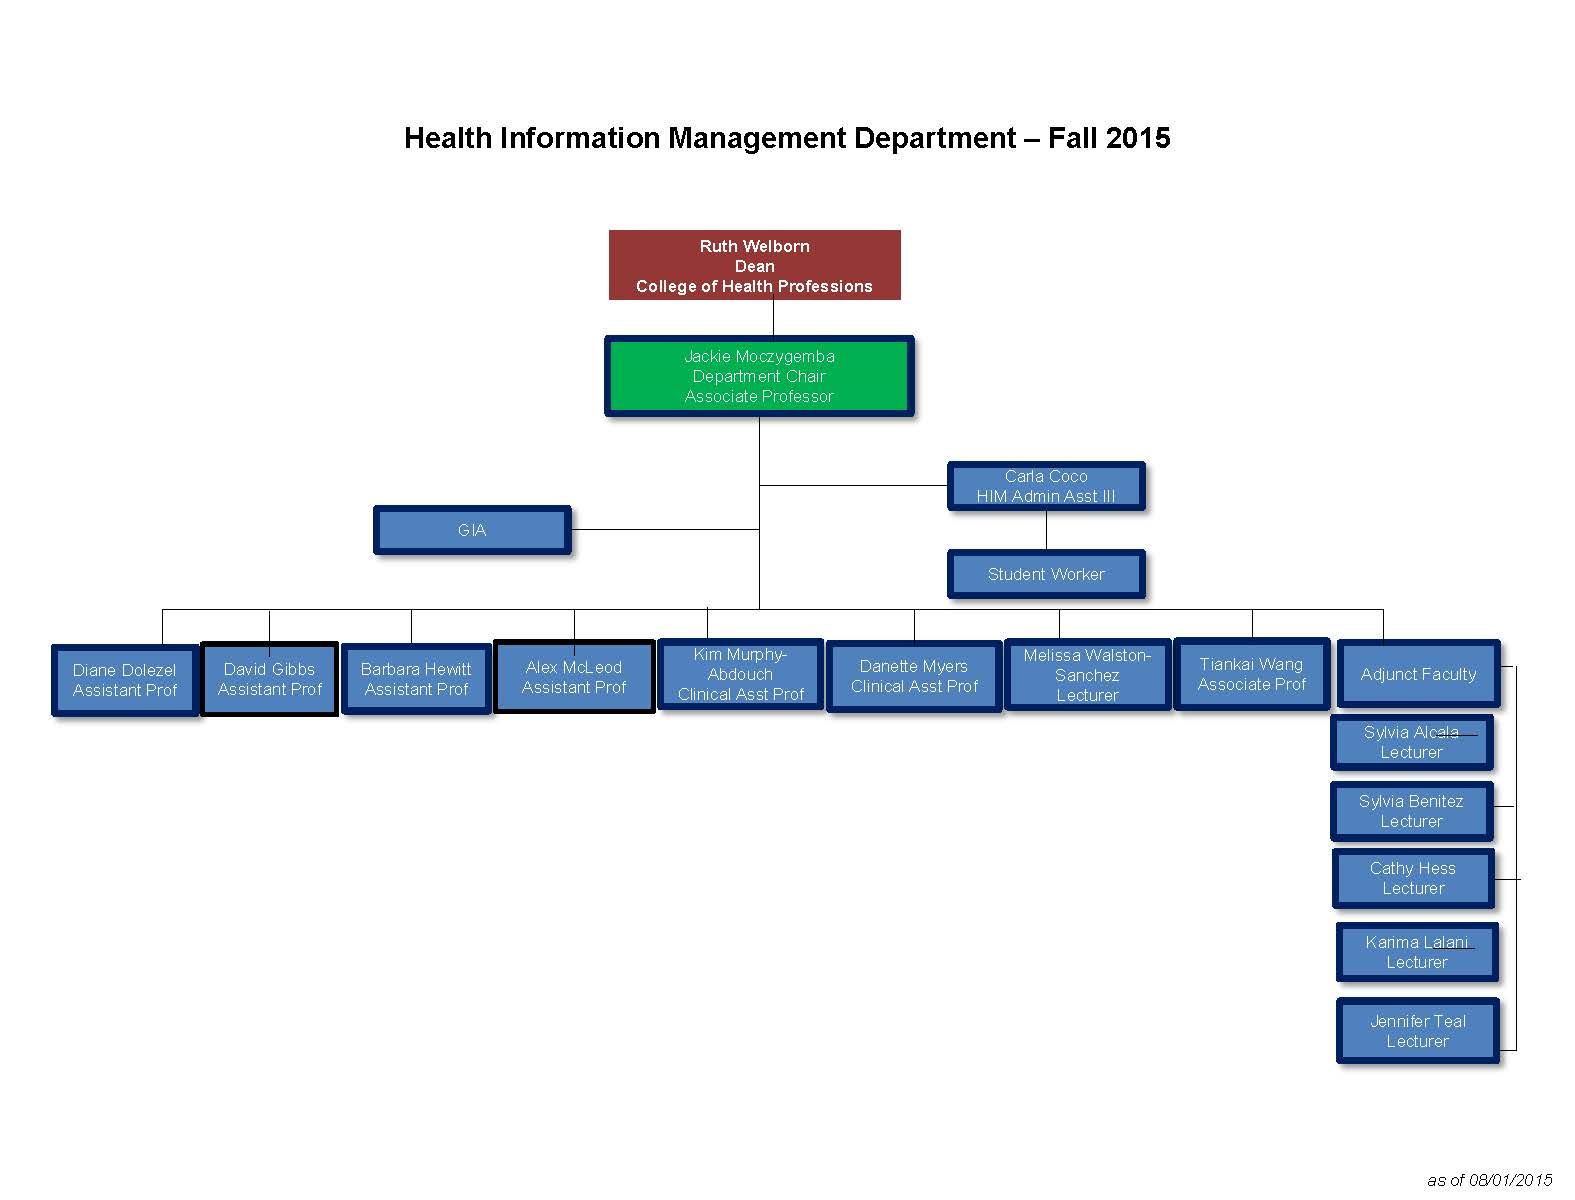 Health Information Management Department – Fall 2015
Ruth Welborn
Dean
College of Health Professions
Jackie Moczygemba
Department Chair
Associate Professor
Carla Coco
HIM Admin Asst III
GIA
Student Worker
Diane Dolezel
Assistant Prof
David Gibbs
Assistant Prof
Barbara Hewitt
Assistant Prof
Alex McLeod
Assistant Prof
Kim Murphy-
Abdouch
Clinical Asst Prof
Danette Myers
Clinical Asst Prof
Melissa Walston-
Sanchez
Lecturer
Tiankai Wang
Associate Prof
Adjunct Faculty
Sylvia Alcala
Lecturer
Sylvia Benitez
Lecturer
Cathy Hess
Lecturer
Karima Lalani
Lecturer
Jennifer Teal
Lecturer
as of 08/01/2015